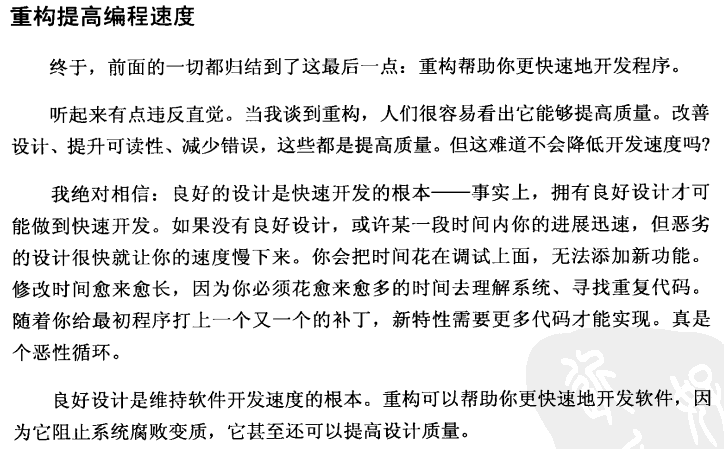 重构提高编程速度
终于，前面的一切都归结到了这最后一点：重构帮助你更快速地开发程序。
听起来有点违反直觉。当我谈到重构，人们很容易看出它能够提高质量。改善
设计、提升可读性、减少错误，这些都是提高质量。但这难道不会降低开发速度吗?
我绝对相信：良好的设计是快速开发的根本——事实上，拥有良好设计才可
能做到快速开发。如果没有良好设计，或许某一段时间内你的进展迅速，但恶劣
的设计很快就让你的速度慢下来。你会把时间花在调试上面，无法添加新功能。
修改时间愈来愈长，因为你必须花愈来愈多的时间去理解系统、寻找重复代码。
随着你给最初程序打上一个又一个的补丁，新特性需要更多代码才能实现。真是
个恶性循环。
良好设计是维持软件开发速度的根本。重构可以帮助你更快速地开发软件，因
为它阻止系统腐败变质，它甚至还可以提高设计质量。